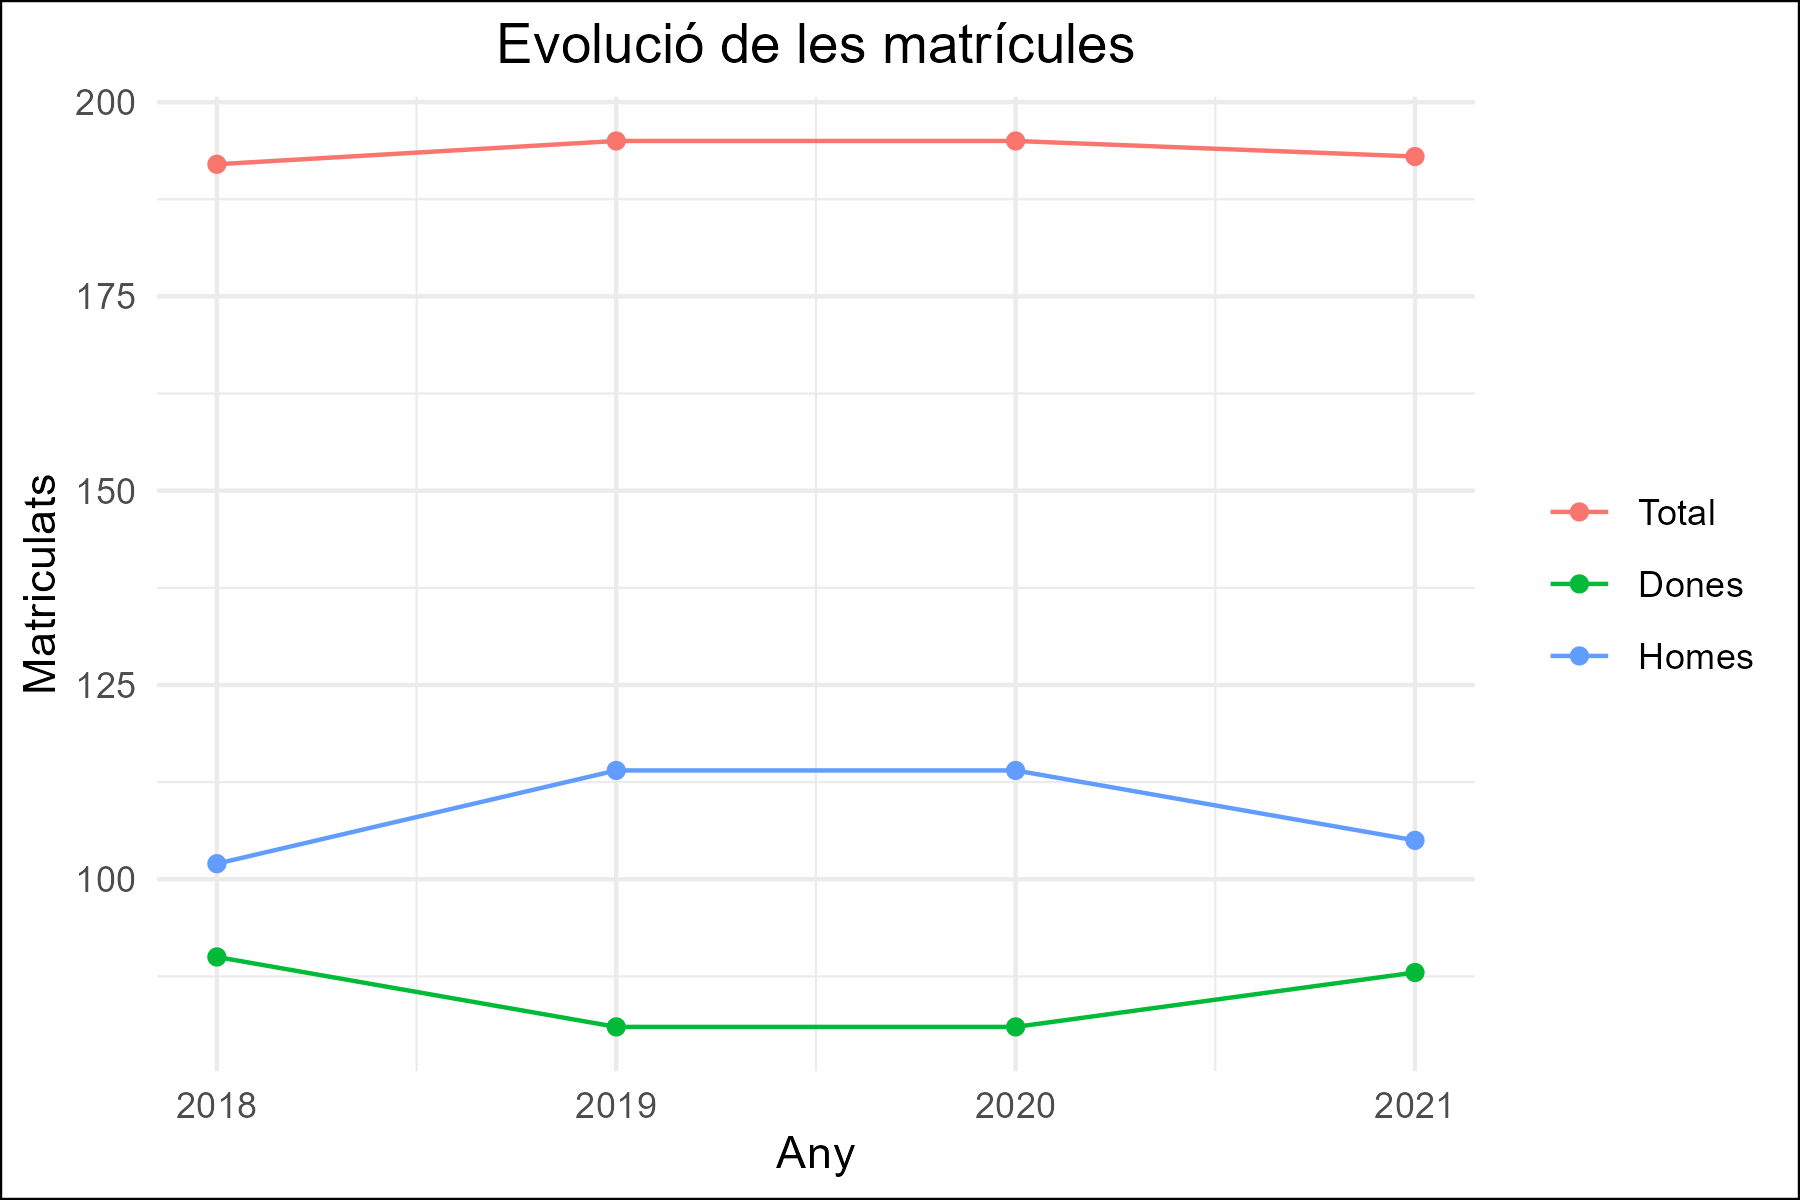 Evolució de les matrícules
200
175
150
125
100
Matriculats
2018
2019
2020
2021
Any
Total
Dones
Homes